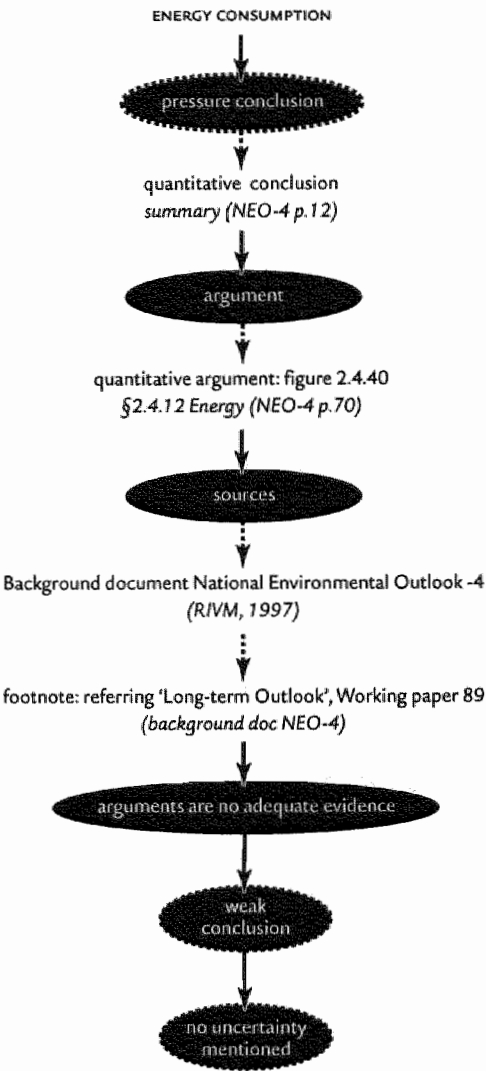 ENERGY CONSUMPTION
pressure conclusion
quantitative conclusion
summary (NEO-4 p.12)
argument
quantitative argument: figure 2.4.40
§2.4.12 Energy (NEO-4 p.70)
sources
Background document National Environmental Outlook -4
(RIVM, 1997)
footnote: referring ‘Long-term Outlook’, Working paper 89
(background doc NEO-4)
arguments are no adequate evidence
weak
conclusion
no uncertainty
mentioned